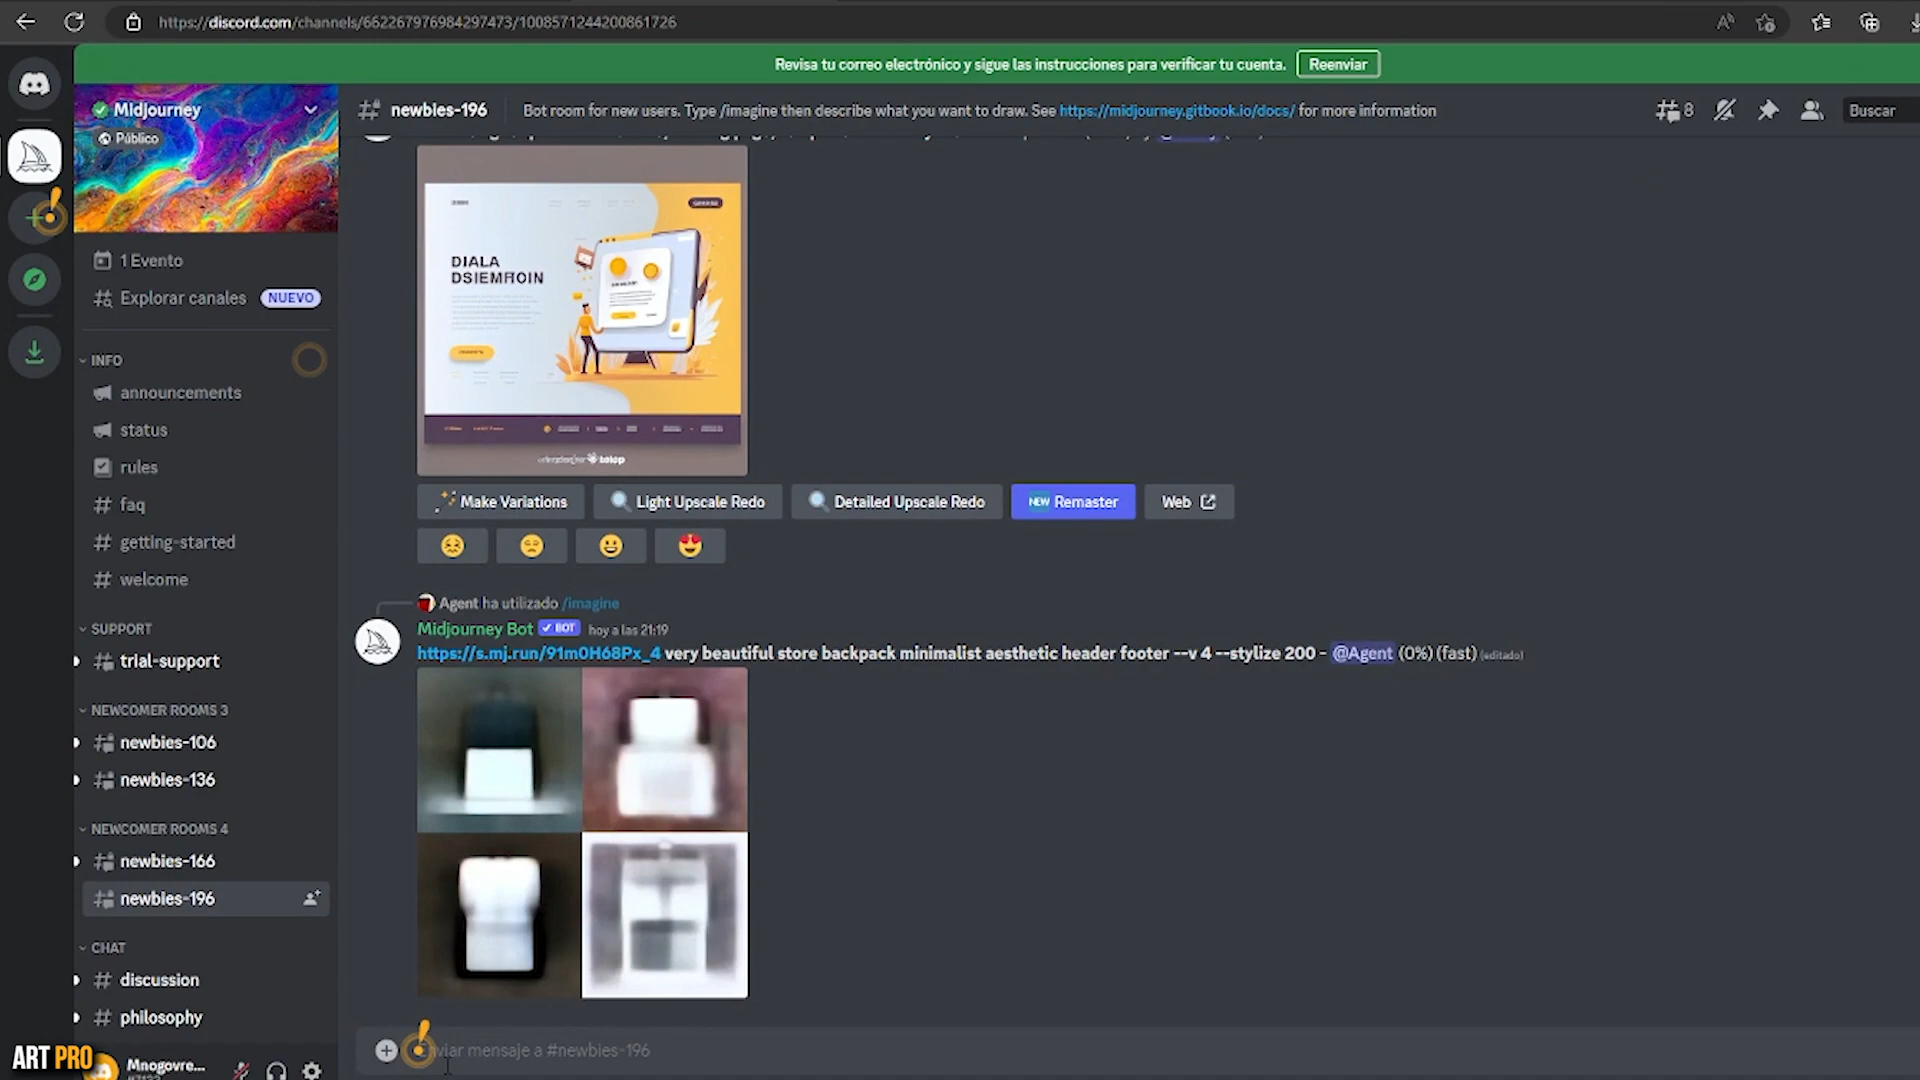 https://discord.com/channels/662267976984297473/1008571244200861726
Revisa tu correo electrónico y sigue las instrucciones para verificar tu cuenta. Reenviar
Midjourney
Público
1 Evento
Explorar canales NUEVO
INFO
announcements
status
rules
faq
getting-started
welcome
SUPPORT
trial-support
NEWCOMER ROOMS 3
newbies-106
newbies-136
NEWCOMER ROOMS 4
newbies-166
newbies-196
CHAT
discussion
philosophy
Mnogovre...
ART PRO
newbies-196 Bot room for new users. Type /imagine then describe what you want to draw. See https://midjourney.gitbook.io/docs/ for more information
8
Buscar
DIALA
DSIEMFIOIN
Make Variations Light Upscale Redo Detailed Upscale Redo NEW Remaster Web
Agent ha utilizado /imagine
Midjourney Bot BOT hoy a las 21:19
https://s.mj.run/91m0H68Px_4 very beautiful store backpack minimalist aesthetic header footer --v 4 --stylize 200 - @Agent (0%) (fast) (editado)
mensaje a #newbies-196